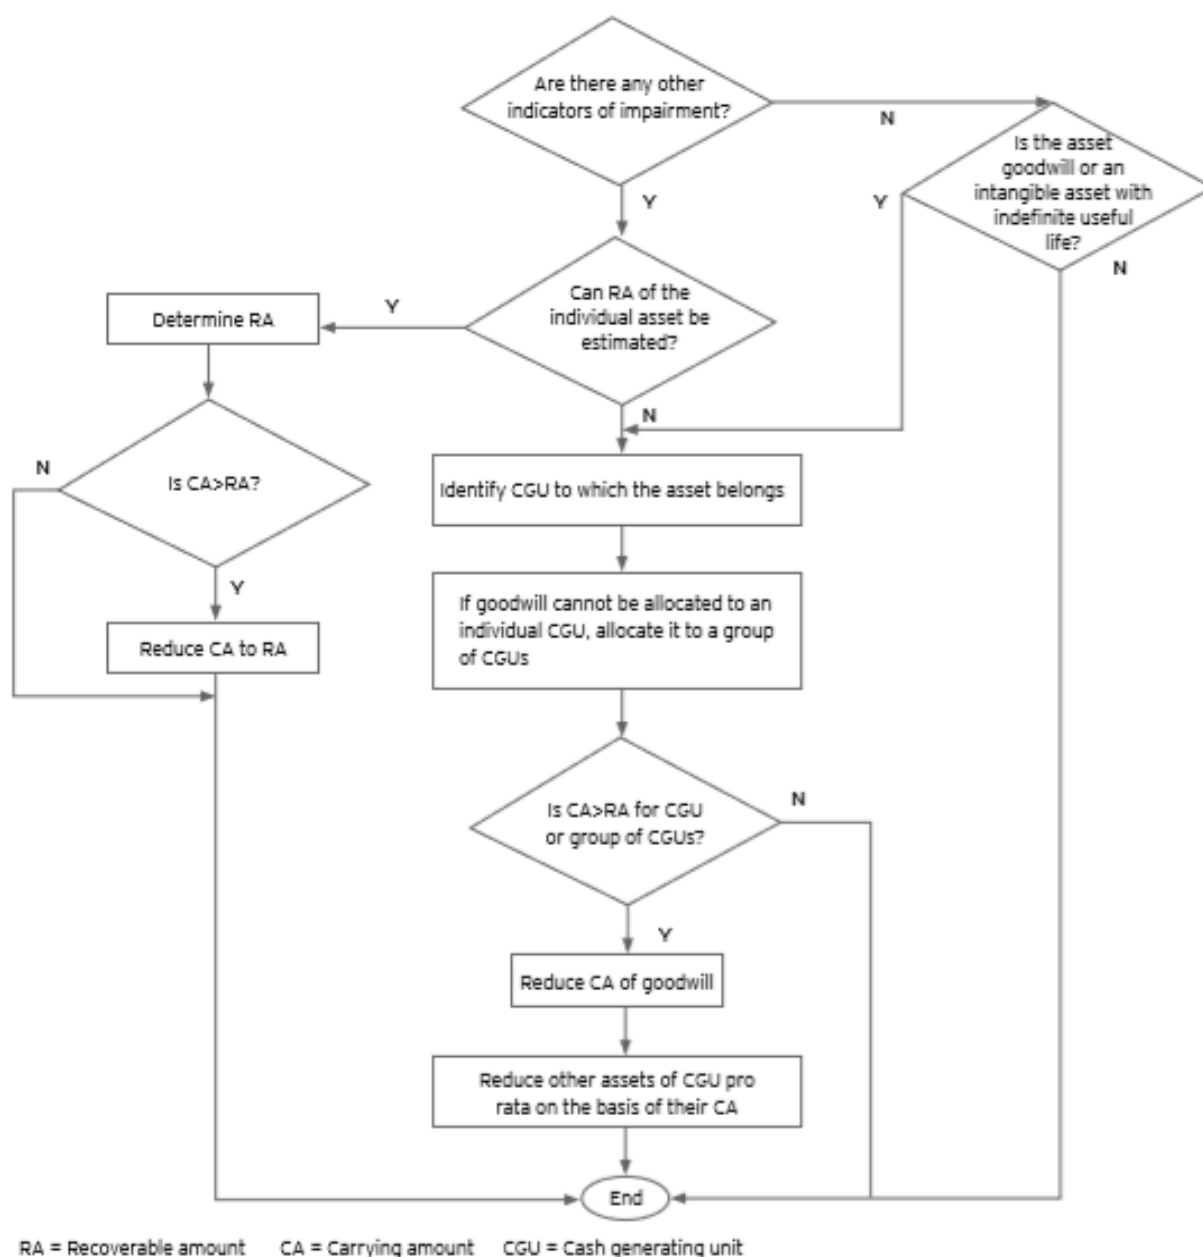 Are there any other
indicators of impairment?
N
Is the asset
goodwill or an
intangible asset with
indefinite useful
life?
Y
Y
N
Can RA of the
individual asset be
estimated?
Y
Determine RA
N
N
Is CA>RA?
Identify CGU to which the asset belongs
Y
If goodwill cannot be allocated to an
individual CGU, allocate it to a group
of CGUs
Reduce CA to RA
N
Is CA>RA for CGU
or group of CGUs?
Y
Reduce CA of goodwill
Reduce other assets of CGU pro
rata on the basis of their CA
End
RA = Recoverable amount CA = Carrying amount CGU = Cash generating unit